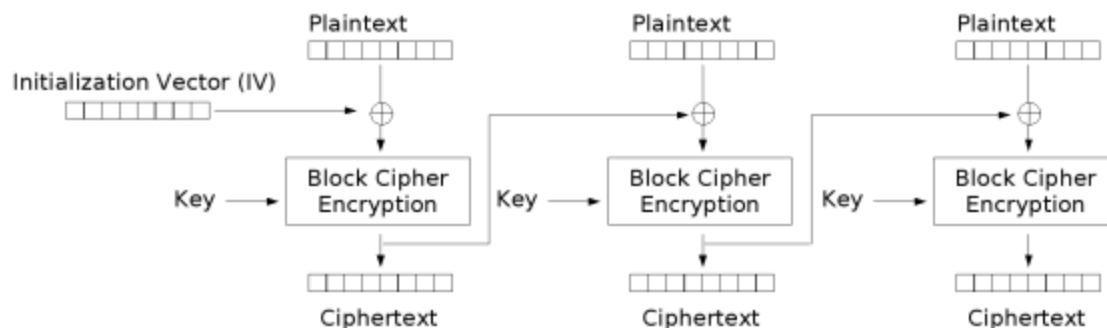 Plaintext
Plaintext
Plaintext
Initialization Vector (IV)
Key
Block Cipher
Encryption
Key
Block Cipher
Encryption
Key
Block Cipher
Encryption
Ciphertext
Ciphertext
Ciphertext